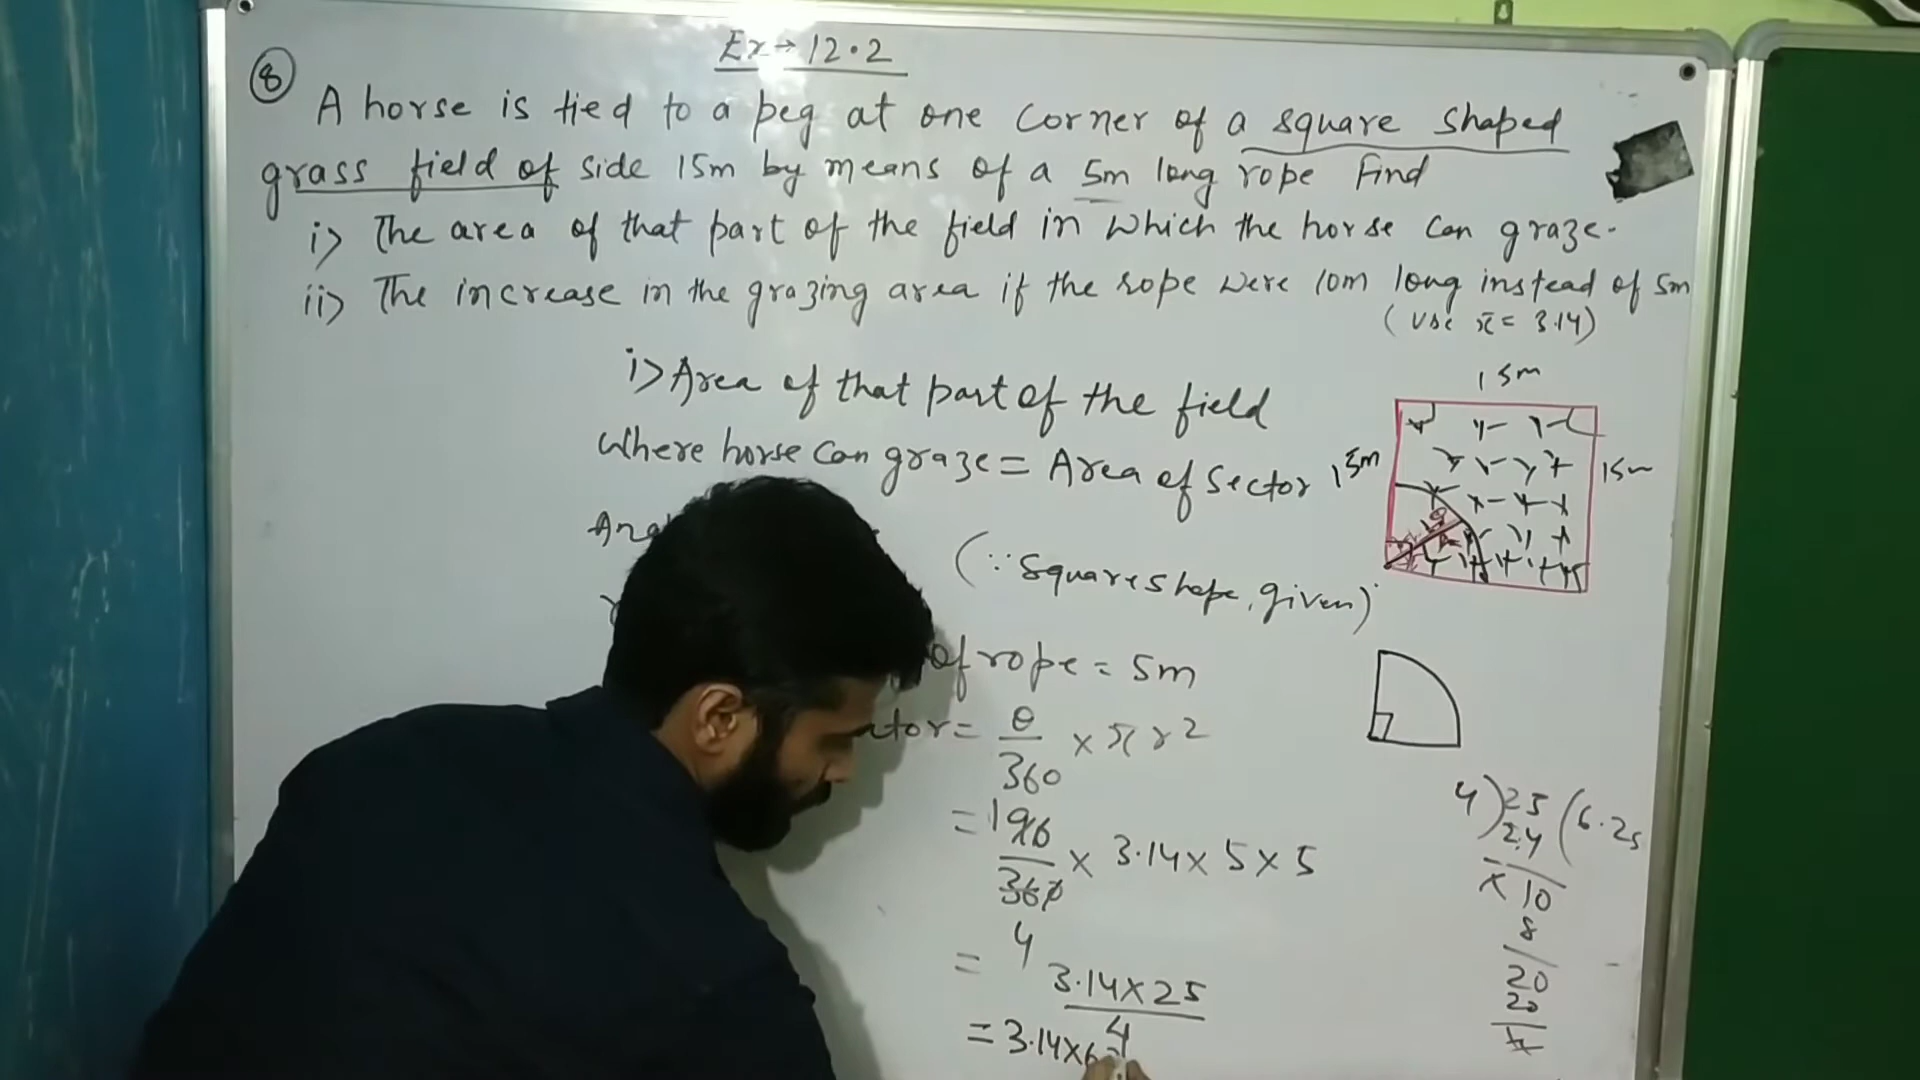 Ex → 12.2
⑧
A horse is tied to a peg at one corner of a square shaped
grass field of side 15m by means of a 5m long rope Find
i) The area of that part of the field in which the horse can graze.
ii) The increase in the grazing area if the rope were 10m long instead of 5m
(use π = 3.14)
i) Area of that part of the field
Where horse can graze = Area of Sector
(∵ Square shape, given)
of rope = 5m
= θ/360 × πr²
= 90/360 × 3.14 × 5 × 5
1
4
= 3.14 × 25 / 4
= 3.14×6
15m
15m
15m
4)25(6.25
24
× 10
8
20
20